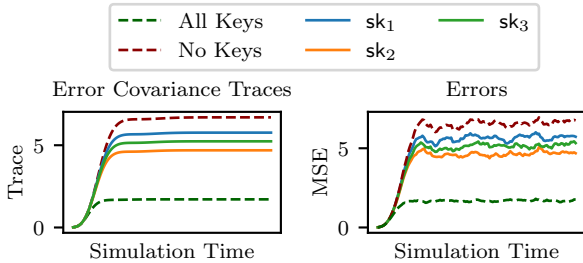 All Keys sk₁ sk₃
No Keys sk₂
Error Covariance Traces
Trace
5
0
Simulation Time
Errors
MSE
5
0
Simulation Time